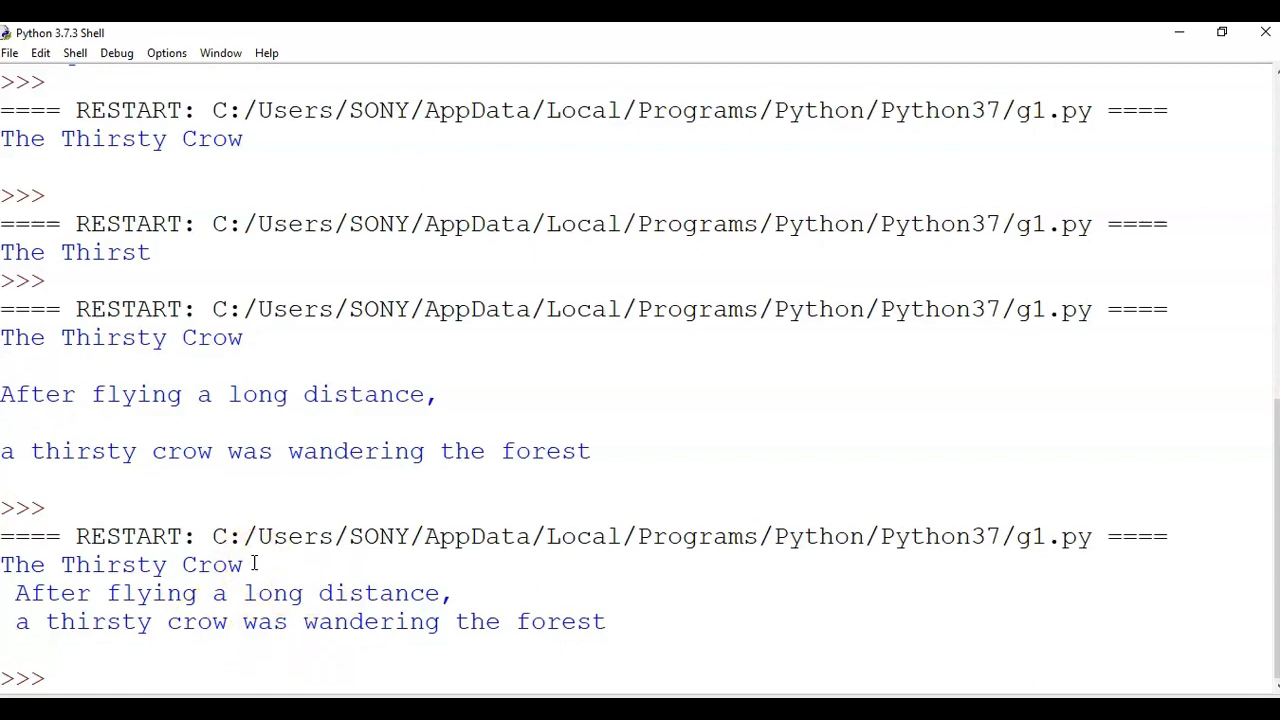 Python 3.7.3 Shell
File Edit Shell Debug Options Window Help
>>>
==== RESTART: C:/Users/SONY/AppData/Local/Programs/Python/Python37/g1.py ====
The Thirsty Crow
>>>
==== RESTART: C:/Users/SONY/AppData/Local/Programs/Python/Python37/g1.py ====
The Thirst
>>>
==== RESTART: C:/Users/SONY/AppData/Local/Programs/Python/Python37/g1.py ====
The Thirsty Crow
After flying a long distance,
a thirsty crow was wandering the forest
>>>
==== RESTART: C:/Users/SONY/AppData/Local/Programs/Python/Python37/g1.py ====
The Thirsty Crow
 After flying a long distance,
 a thirsty crow was wandering the forest
>>>